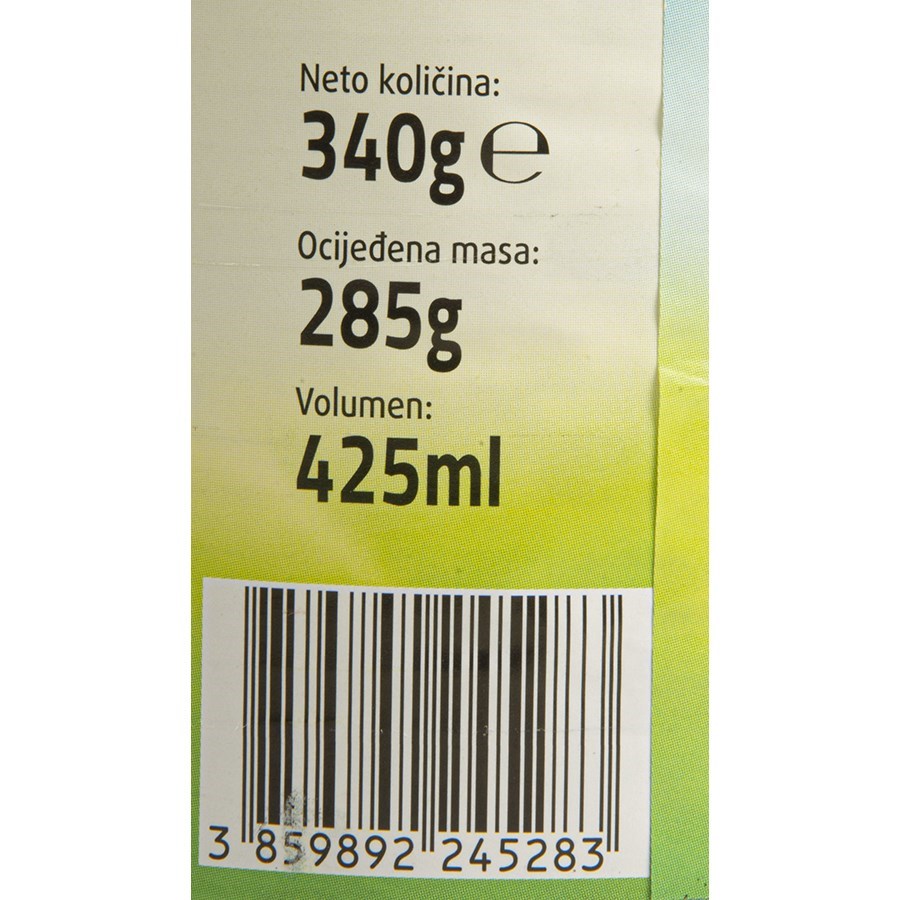 Neto količina:
340g ℮
Ocijeđena masa:
285g
Volumen:
425ml
3 859892 245283